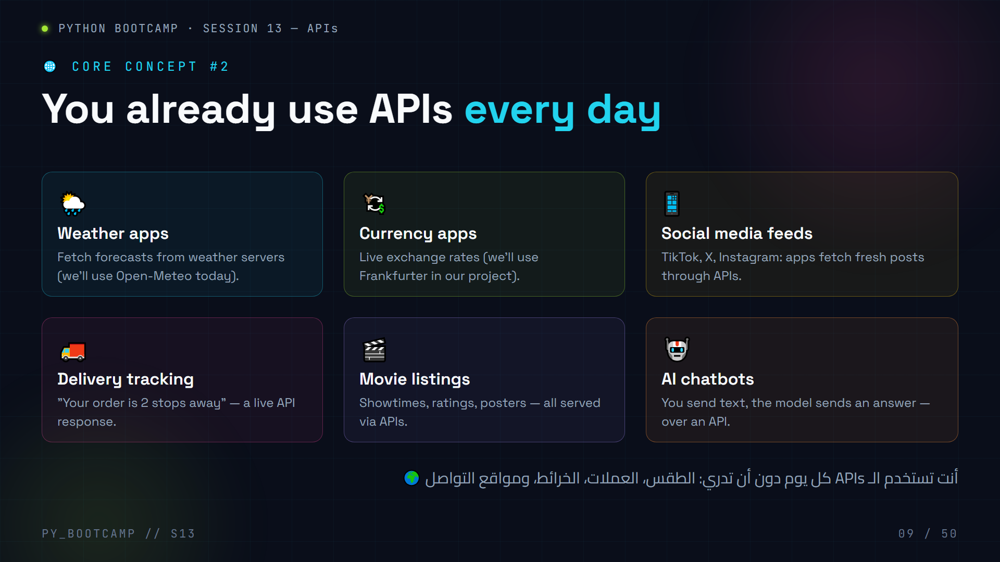 PYTHON BOOTCAMP · SESSION 13 — APIs
CORE CONCEPT #2
You already use APIs every day
Weather apps
Fetch forecasts from weather servers
(we’ll use Open-Meteo today).
Currency apps
Live exchange rates (we’ll use
Frankfurter in our project).
Social media feeds
TikTok, X, Instagram: apps fetch fresh posts
through APIs.
Delivery tracking
”Your order is 2 stops away” — a live API
response.
Movie listings
Showtimes, ratings, posters — all served
via APIs.
AI chatbots
You send text, the model sends an answer —
over an API.
أنت تستخدم الـ APIs كل يوم دون أن تدري: الطقس، العملات، الخرائط، ومواقع التواصل 🌍
PY_BOOTCAMP // S13
09 / 50